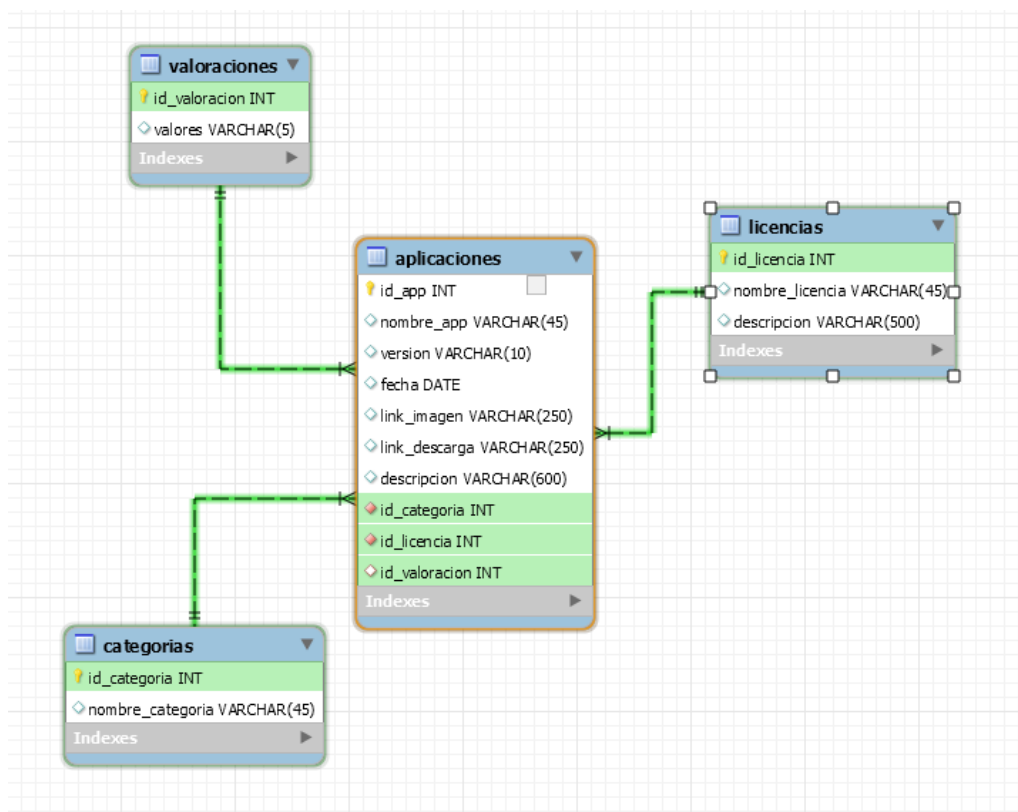 valoraciones
id_valoracion INT
valores VARCHAR(5)
Indexes
aplicaciones
id_app INT
nombre_app VARCHAR(45)
version VARCHAR(10)
fecha DATE
link_imagen VARCHAR(250)
link_descarga VARCHAR(250)
descripcion VARCHAR(600)
id_categoria INT
id_licencia INT
id_valoracion INT
Indexes
licencias
id_licencia INT
nombre_licencia VARCHAR(45)
descripcion VARCHAR(500)
Indexes
categorias
id_categoria INT
nombre_categoria VARCHAR(45)
Indexes